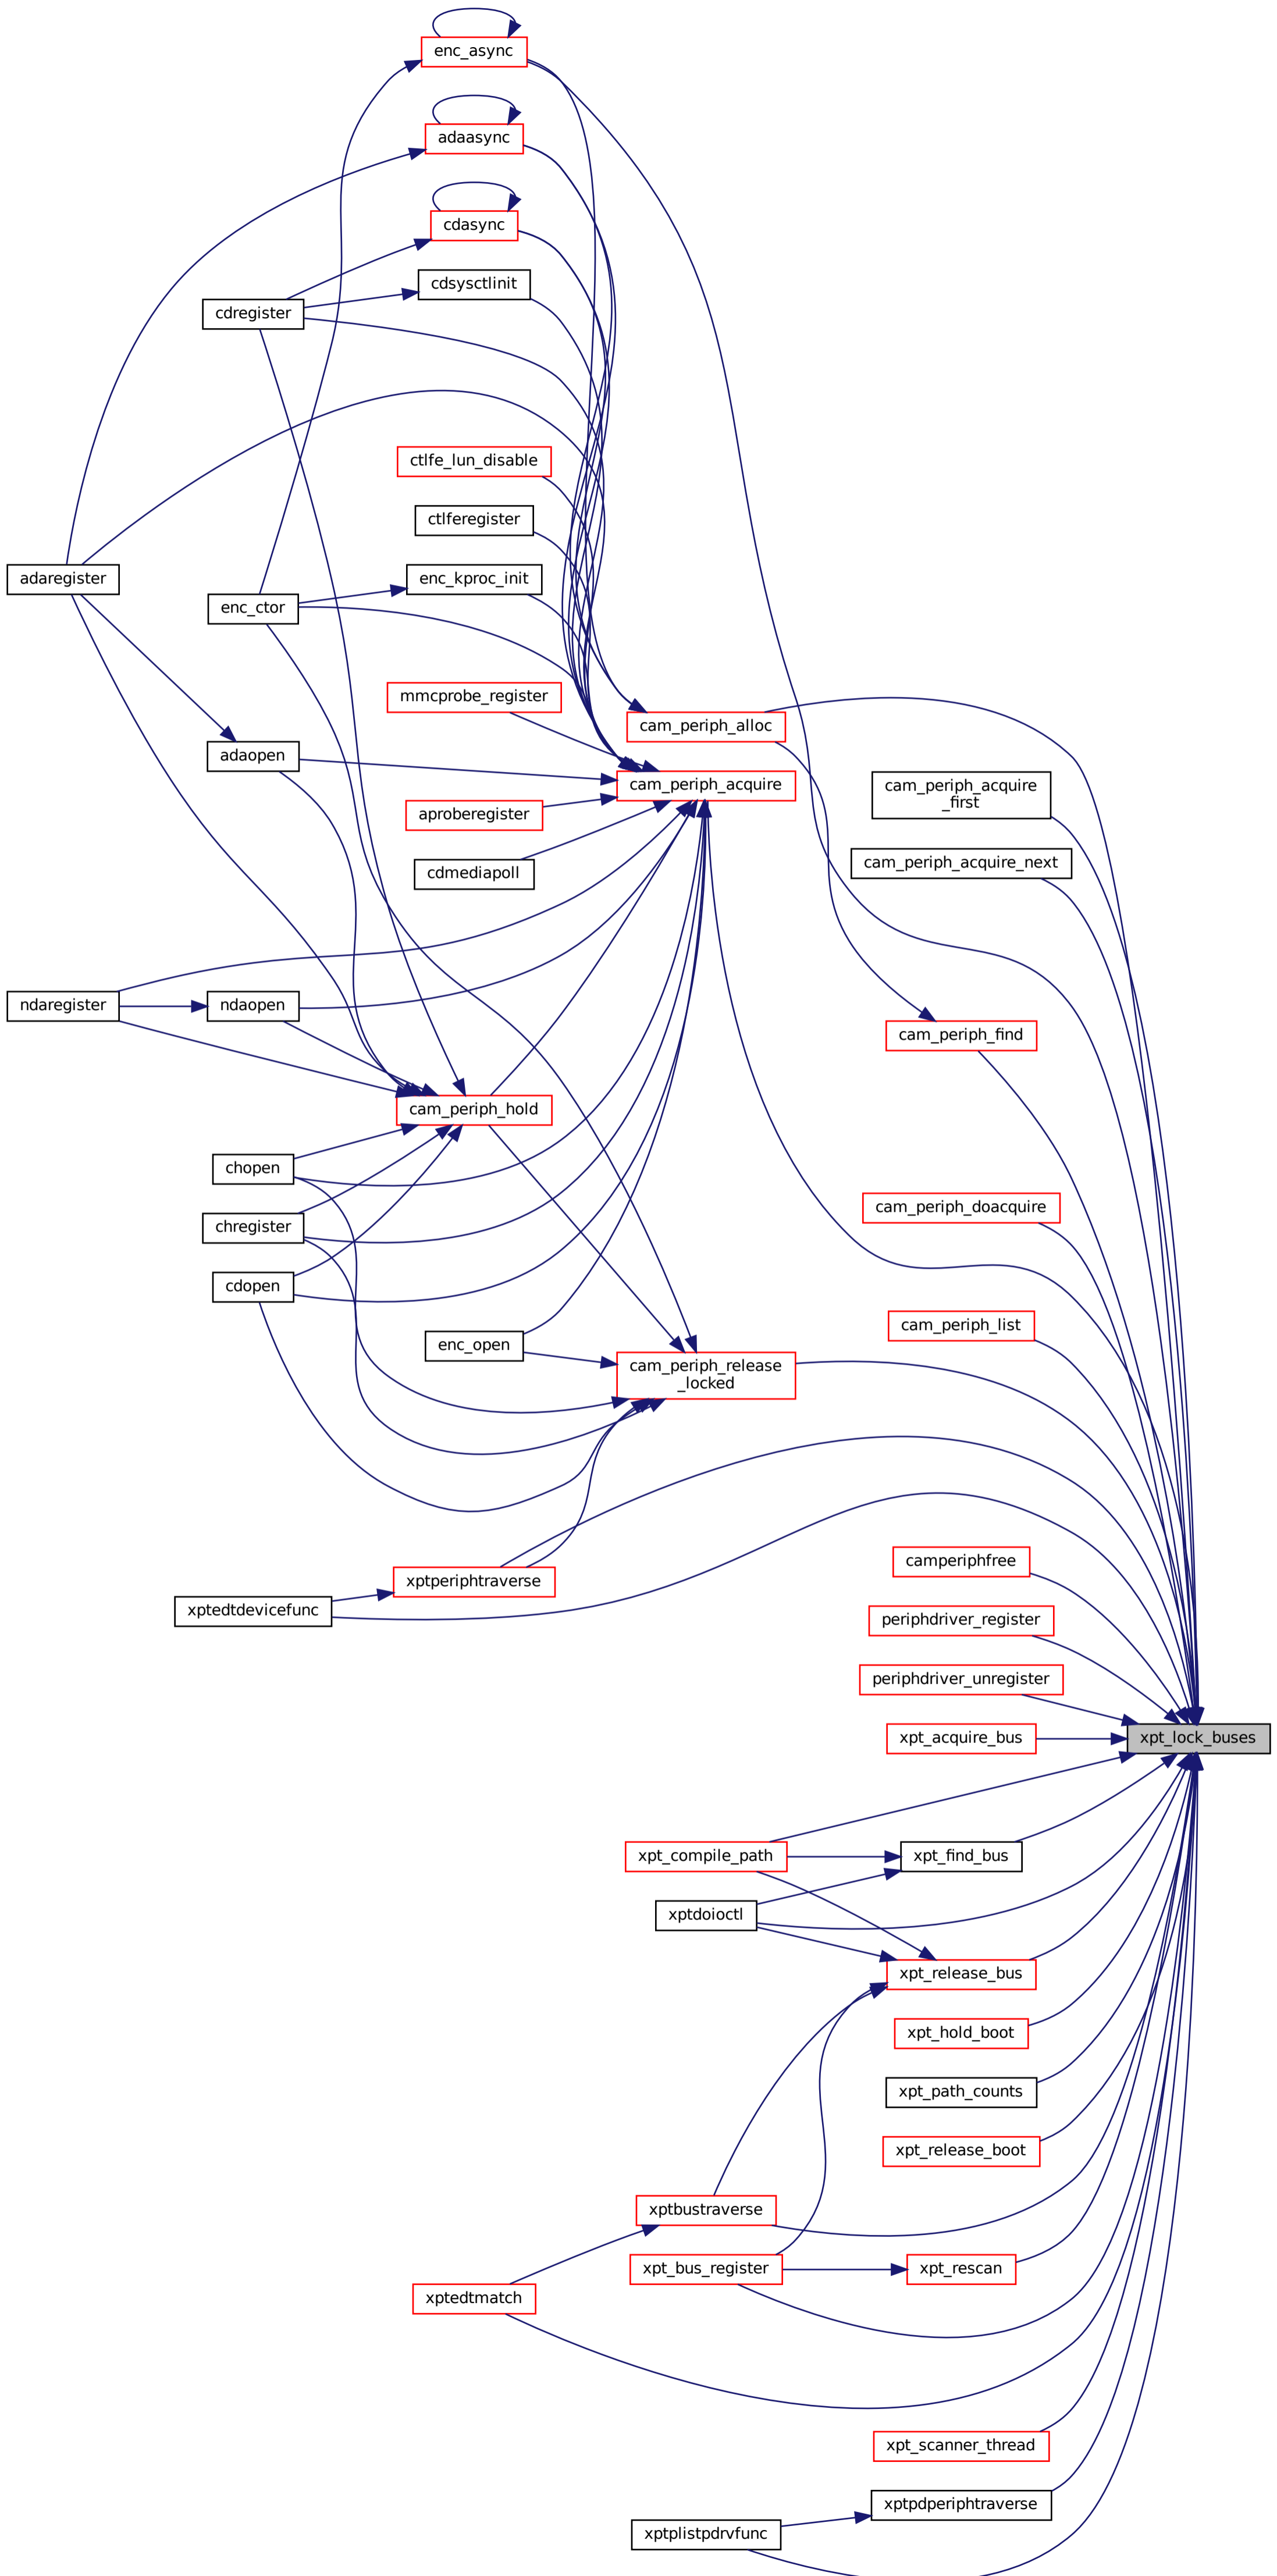 enc_async
adaasync
cdasync
cdsysctlinit
cdregister
ctlfe_lun_disable
ctlferegister
enc_kproc_init
adaregister
enc_ctor
mmcprobe_register
cam_periph_alloc
adaopen
cam_periph_acquire
cam_periph_acquire
_first
aproberegister
cam_periph_acquire_next
cdmediapoll
ndaregister
ndaopen
cam_periph_find
cam_periph_hold
chopen
cam_periph_doacquire
chregister
cdopen
cam_periph_list
enc_open
cam_periph_release
_locked
camperiphfree
xptperiphtraverse
xptedtdevicefunc
periphdriver_register
periphdriver_unregister
xpt_acquire_bus
xpt_lock_buses
xpt_compile_path
xpt_find_bus
xptdoioctl
xpt_release_bus
xpt_hold_boot
xpt_path_counts
xpt_release_boot
xptbustraverse
xpt_bus_register
xpt_rescan
xptedtmatch
xpt_scanner_thread
xptpdperiphtraverse
xptplistpdrvfunc